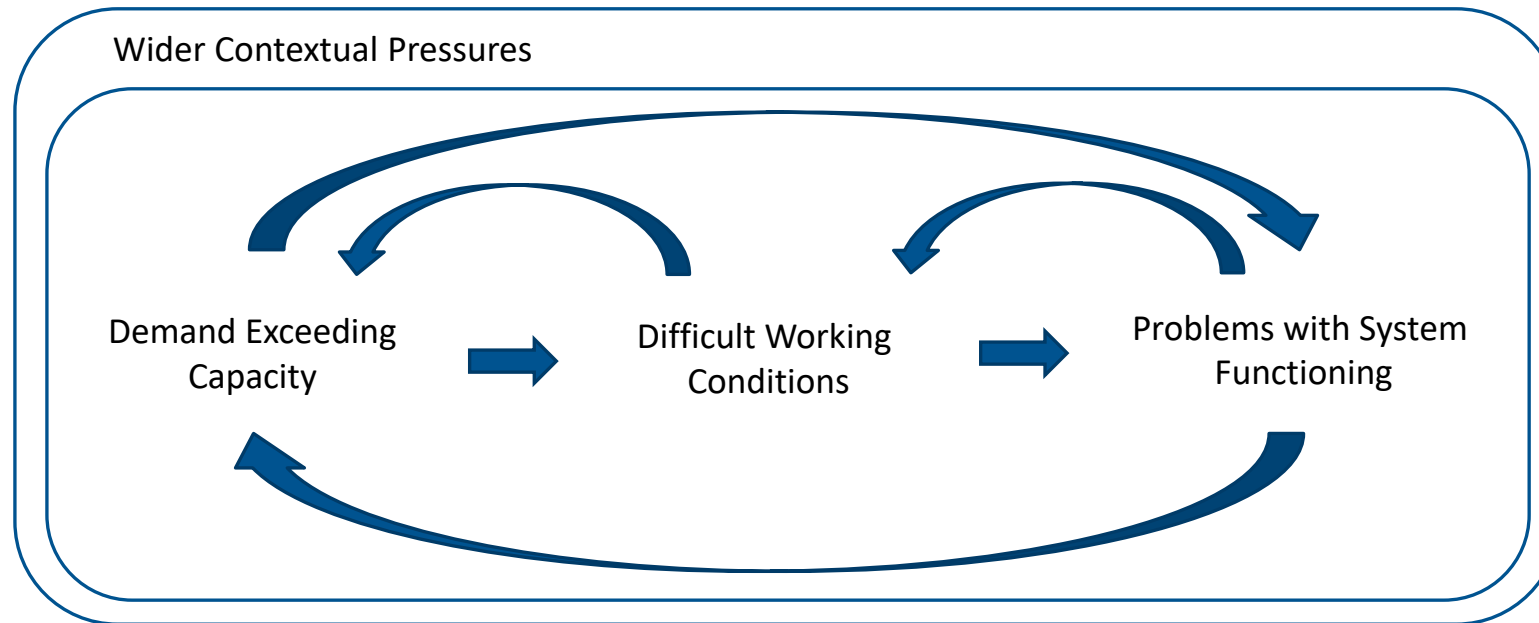 Wider Contextual Pressures
Demand Exceeding
Capacity
Difficult Working
Conditions
Problems with System
Functioning